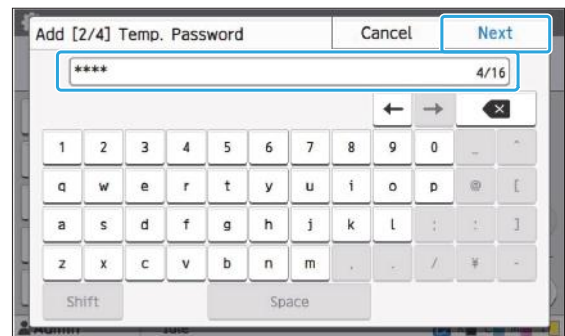 Add [2/4] Temp. Password Cancel Next
**** 4/16
← →
1 2 3 4 5 6 7 8 9 0 _ ^
q w e r t y u i o p @ [
a s d f g h j k l ; : ]
z x c v b n m , . / ¥ -
Shift Space
Admin Idle